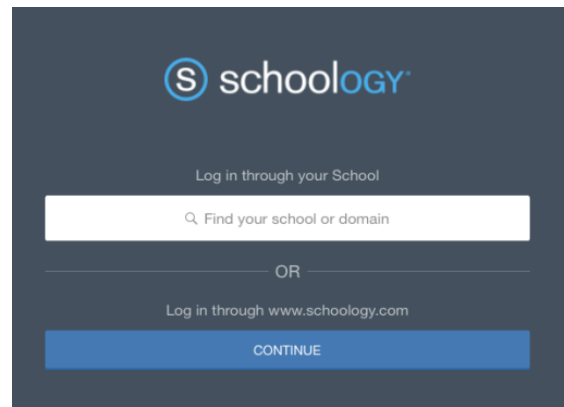 S schoology®
Log in through your School
Find your school or domain
OR
Log in through www.schoology.com
CONTINUE